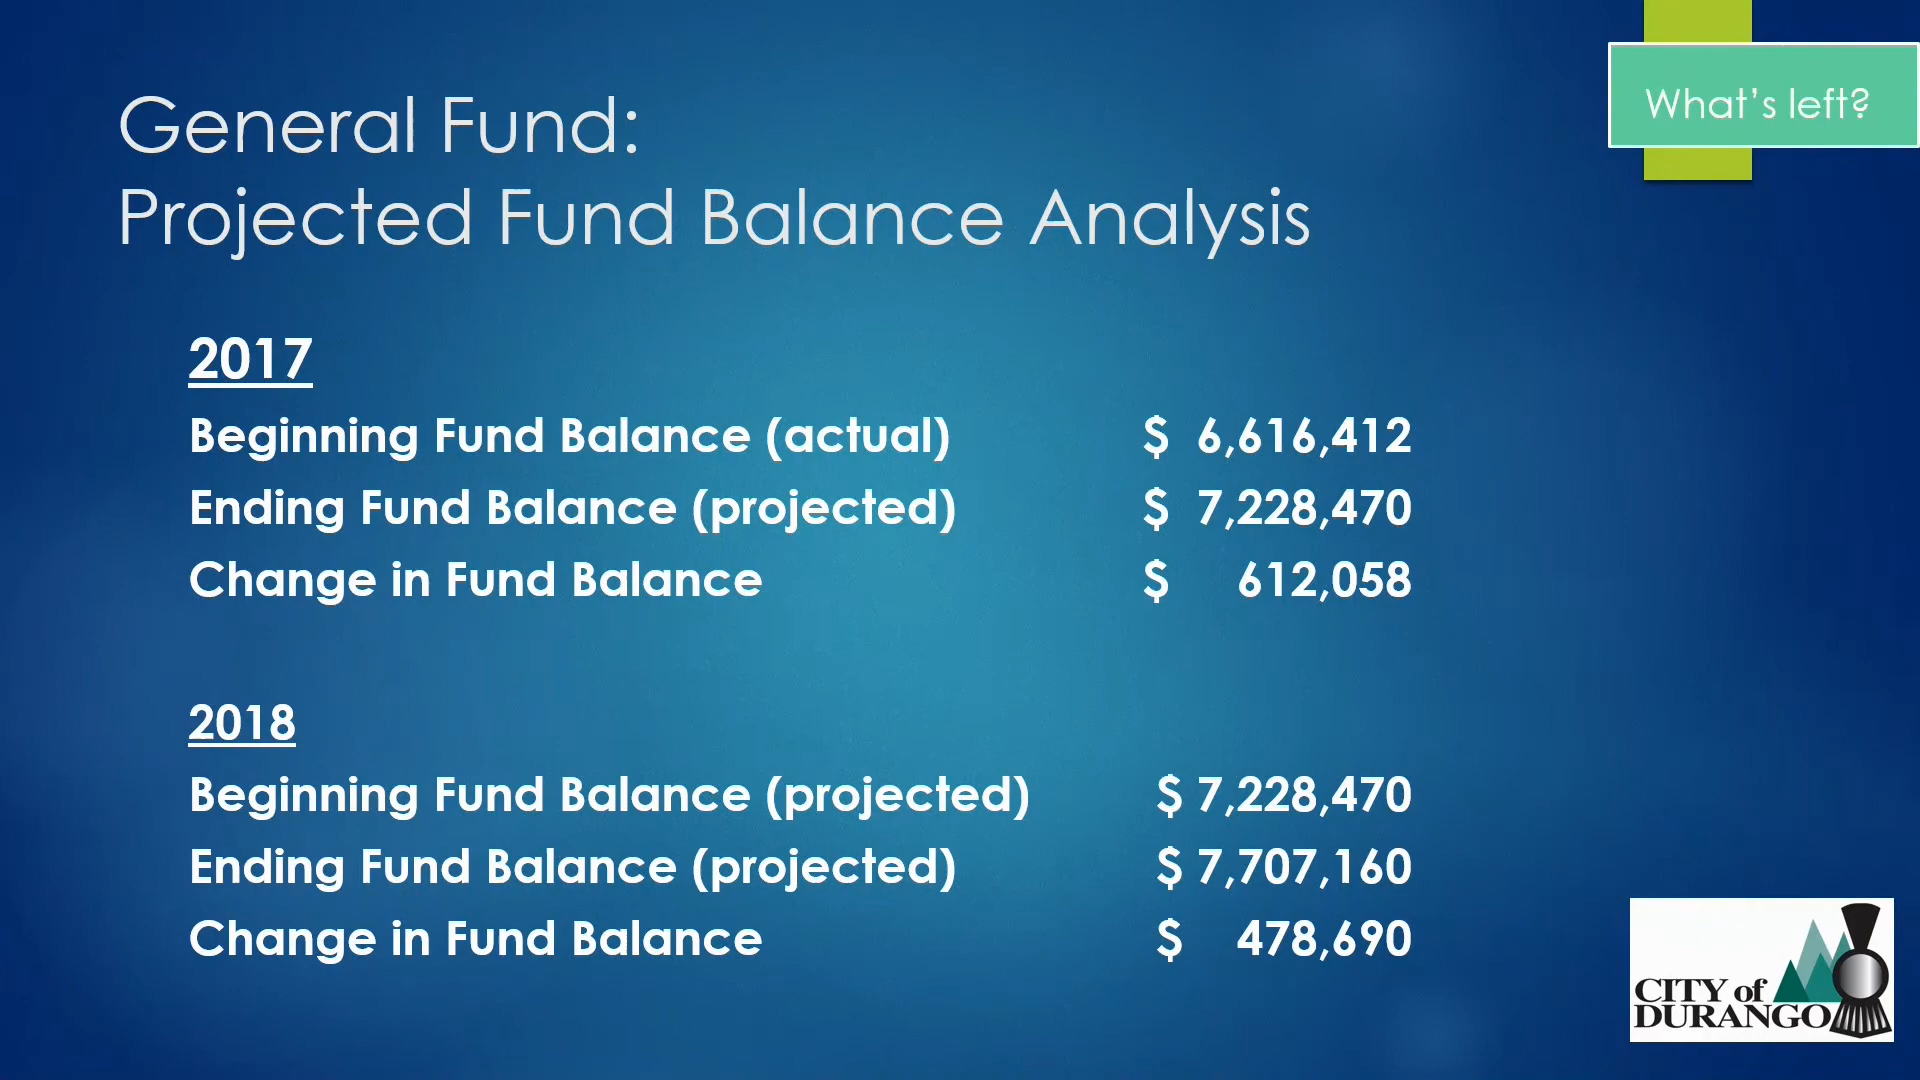 What's left?
General Fund:
Projected Fund Balance Analysis
2017
Beginning Fund Balance (actual) $ 6,616,412
Ending Fund Balance (projected) $ 7,228,470
Change in Fund Balance $ 612,058
2018
Beginning Fund Balance (projected) $ 7,228,470
Ending Fund Balance (projected) $ 7,707,160
Change in Fund Balance $ 478,690
CITY of
DURANGO